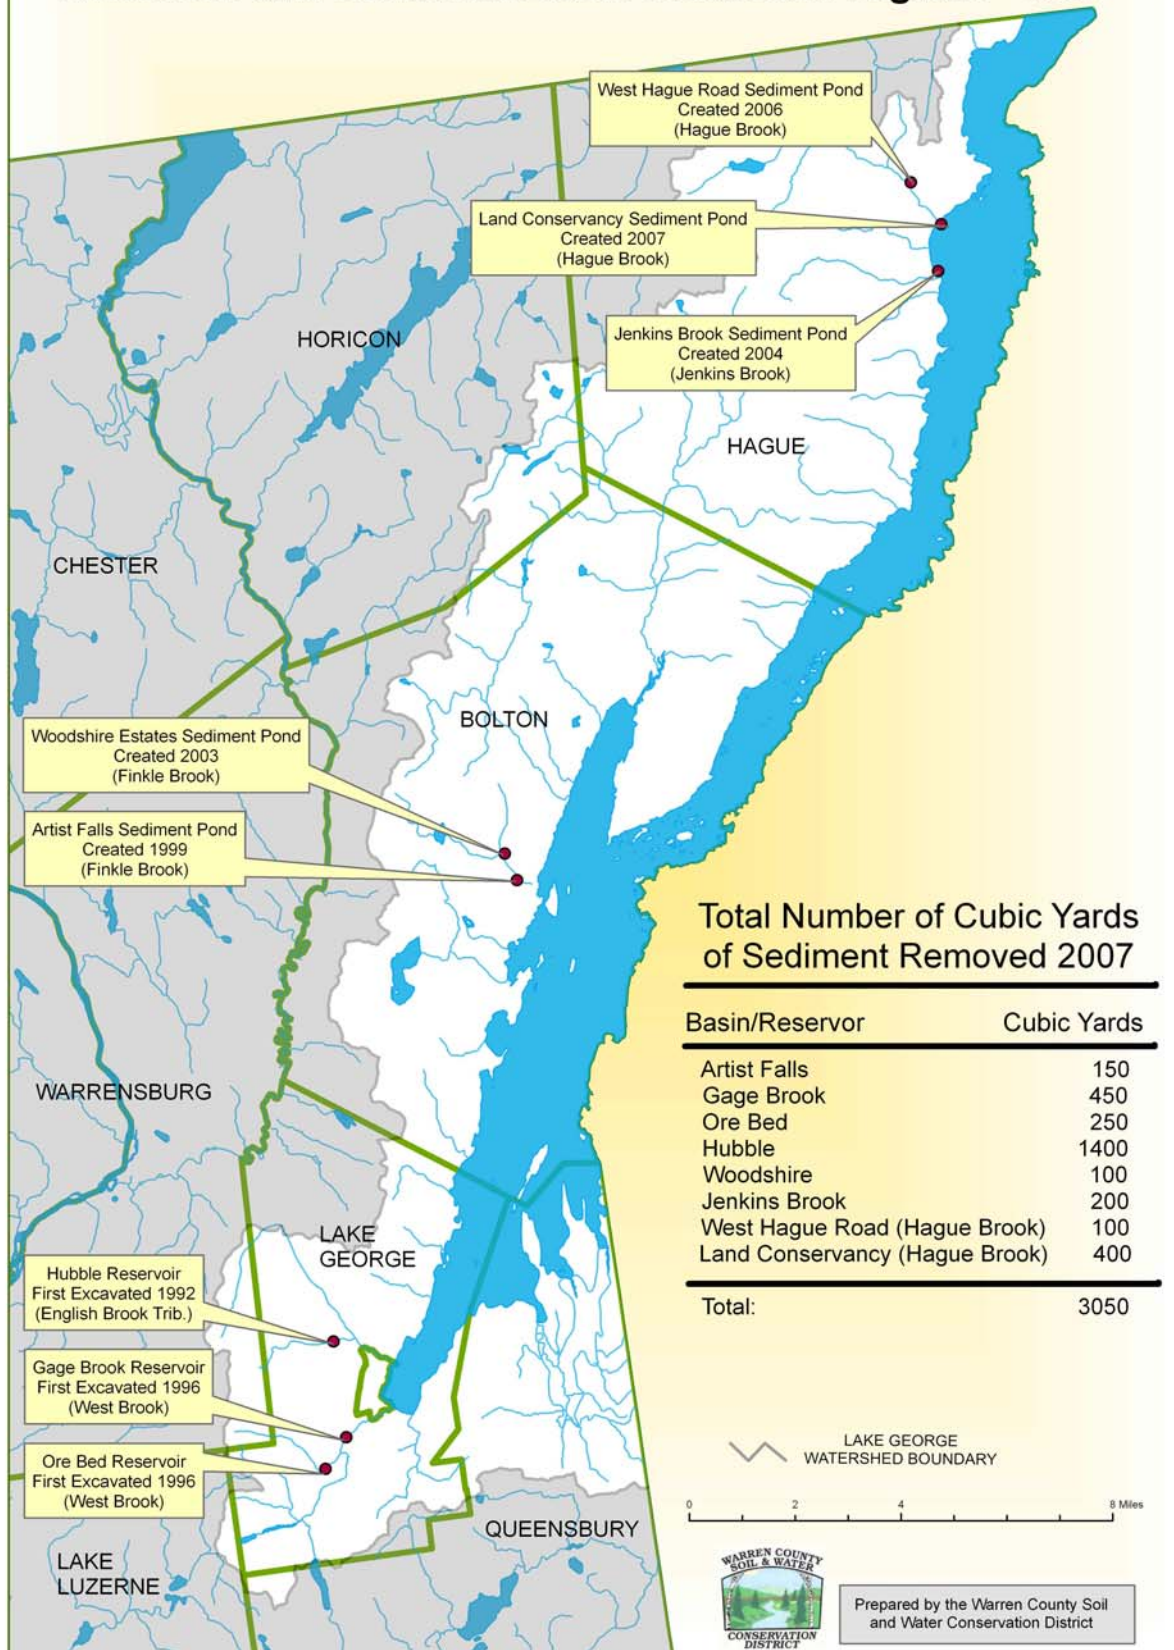 West Hague Road Sediment Pond
Created 2006
(Hague Brook)
Land Conservancy Sediment Pond
Created 2007
(Hague Brook)
Jenkins Brook Sediment Pond
Created 2004
(Jenkins Brook)
HORICON
HAGUE
CHESTER
BOLTON
Woodshire Estates Sediment Pond
Created 2003
(Finkle Brook)
Artist Falls Sediment Pond
Created 1999
(Finkle Brook)
WARRENSBURG
LAKE
GEORGE
Hubble Reservoir
First Excavated 1992
(English Brook Trib.)
Gage Brook Reservoir
First Excavated 1996
(West Brook)
Ore Bed Reservoir
First Excavated 1996
(West Brook)
QUEENSBURY
LAKE
LUZERNE
Total Number of Cubic Yards
of Sediment Removed 2007
Basin/Reservor Cubic Yards
Artist Falls 150
Gage Brook 450
Ore Bed 250
Hubble 1400
Woodshire 100
Jenkins Brook 200
West Hague Road (Hague Brook) 100
Land Conservancy (Hague Brook) 400
Total: 3050
LAKE GEORGE
WATERSHED BOUNDARY
0 2 4 8 Miles
WARREN COUNTY
SOIL & WATER
CONSERVATION
DISTRICT
Prepared by the Warren County Soil
and Water Conservation District